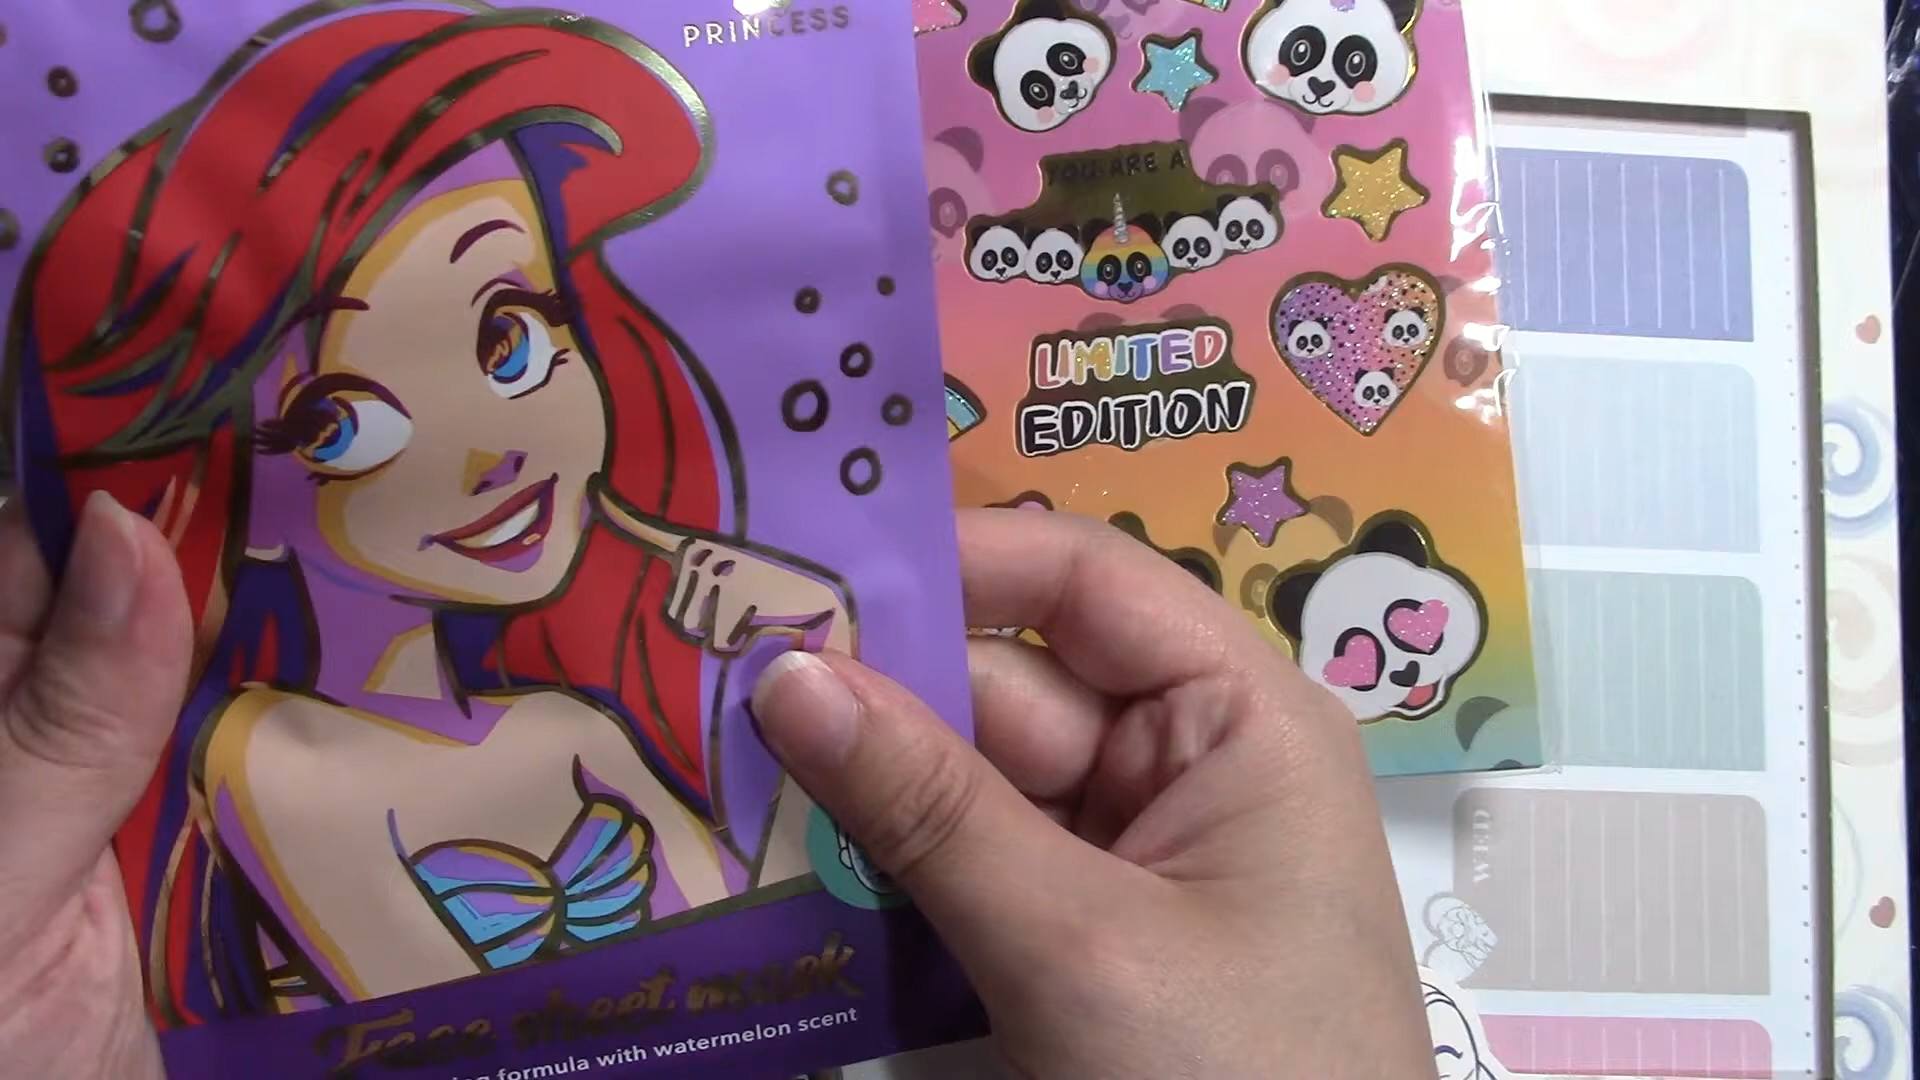 PRINCESS
YOU ARE A
LIMITED
EDITION
WED
Face sheet mask
formula with watermelon scent